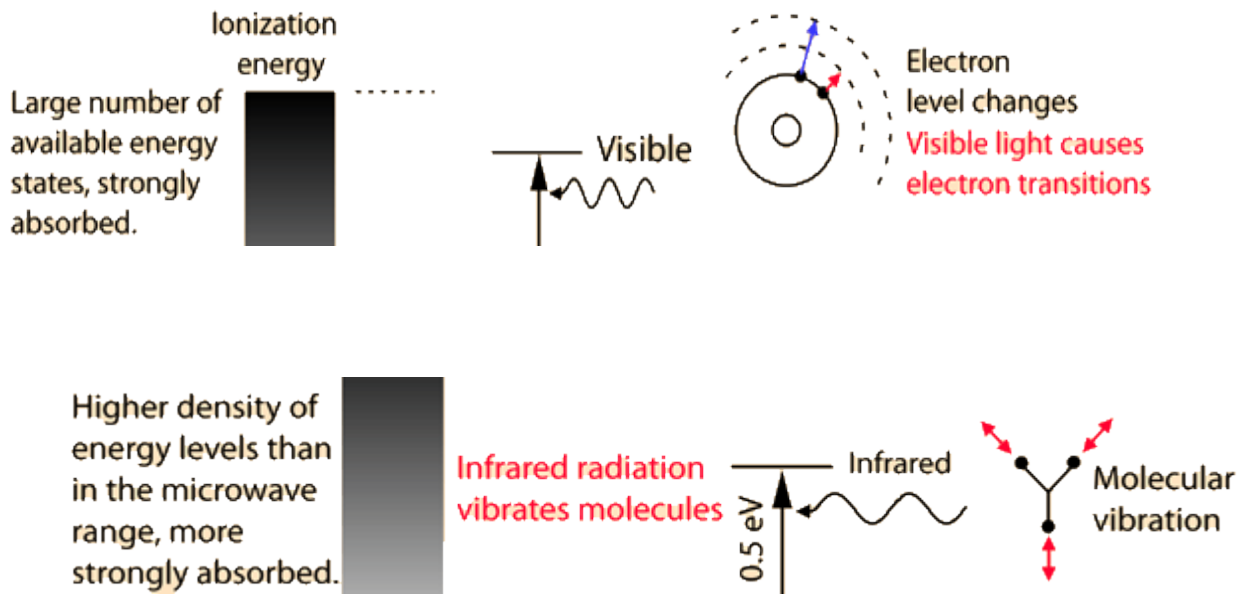 Ionization
energy
Large number of
available energy
states, strongly
absorbed.
Visible
Electron
level changes
Visible light causes
electron transitions
Higher density of
energy levels than
in the microwave
range, more
strongly absorbed.
Infrared radiation
vibrates molecules
0.5 eV
Infrared
Molecular
vibration